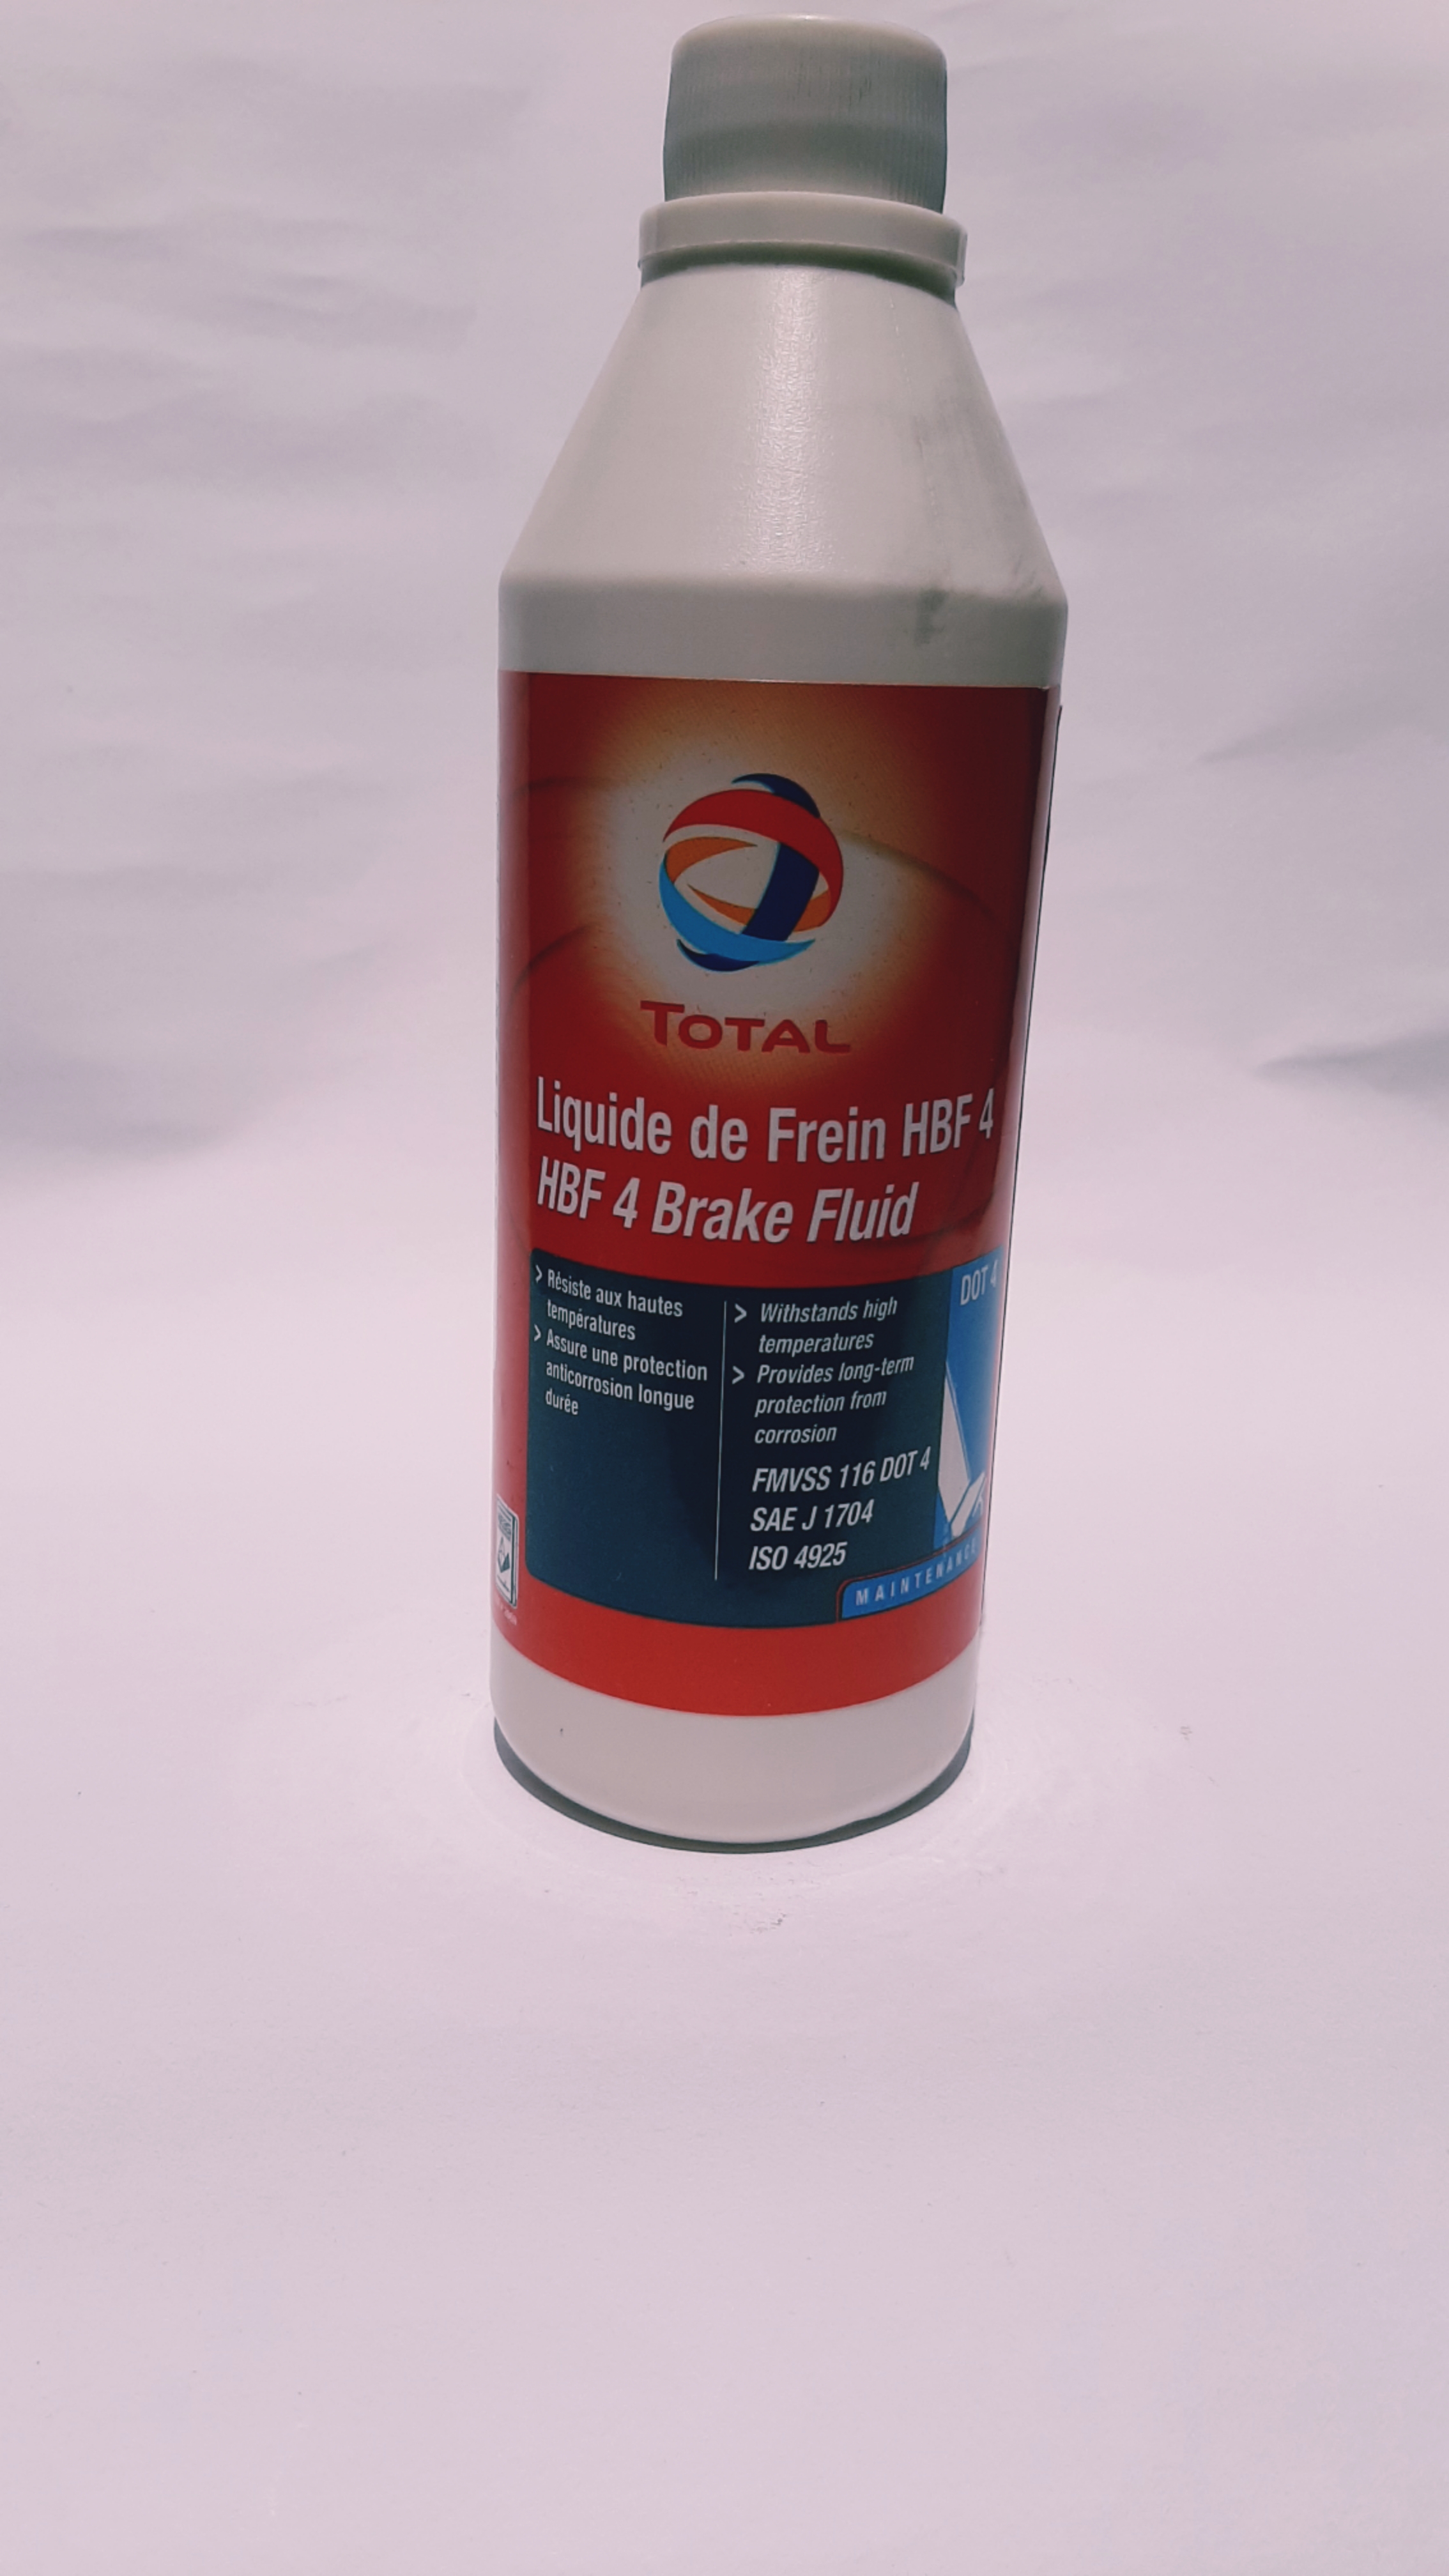 TOTAL
Liquide de Frein HBF 4
HBF 4 Brake Fluid
> Résiste aux hautes
températures
> Assure une protection
anticorrosion longue
durée
> Withstands high
temperatures
> Provides long-term
protection from
corrosion
FMVSS 116 DOT 4
SAE J 1704
ISO 4925
DOT 4
MAINTENANCE